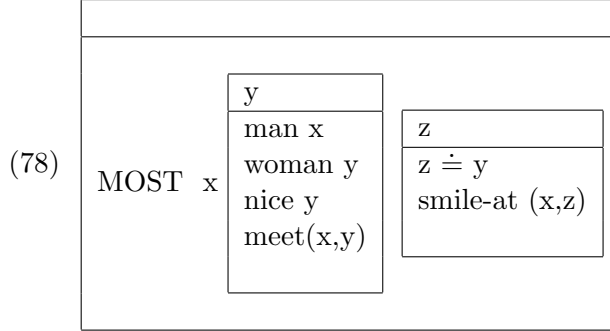 y
man x
woman y
nice y
meet(x,y)
z
z ≐ y
smile-at (x,z)
(78)
MOST x